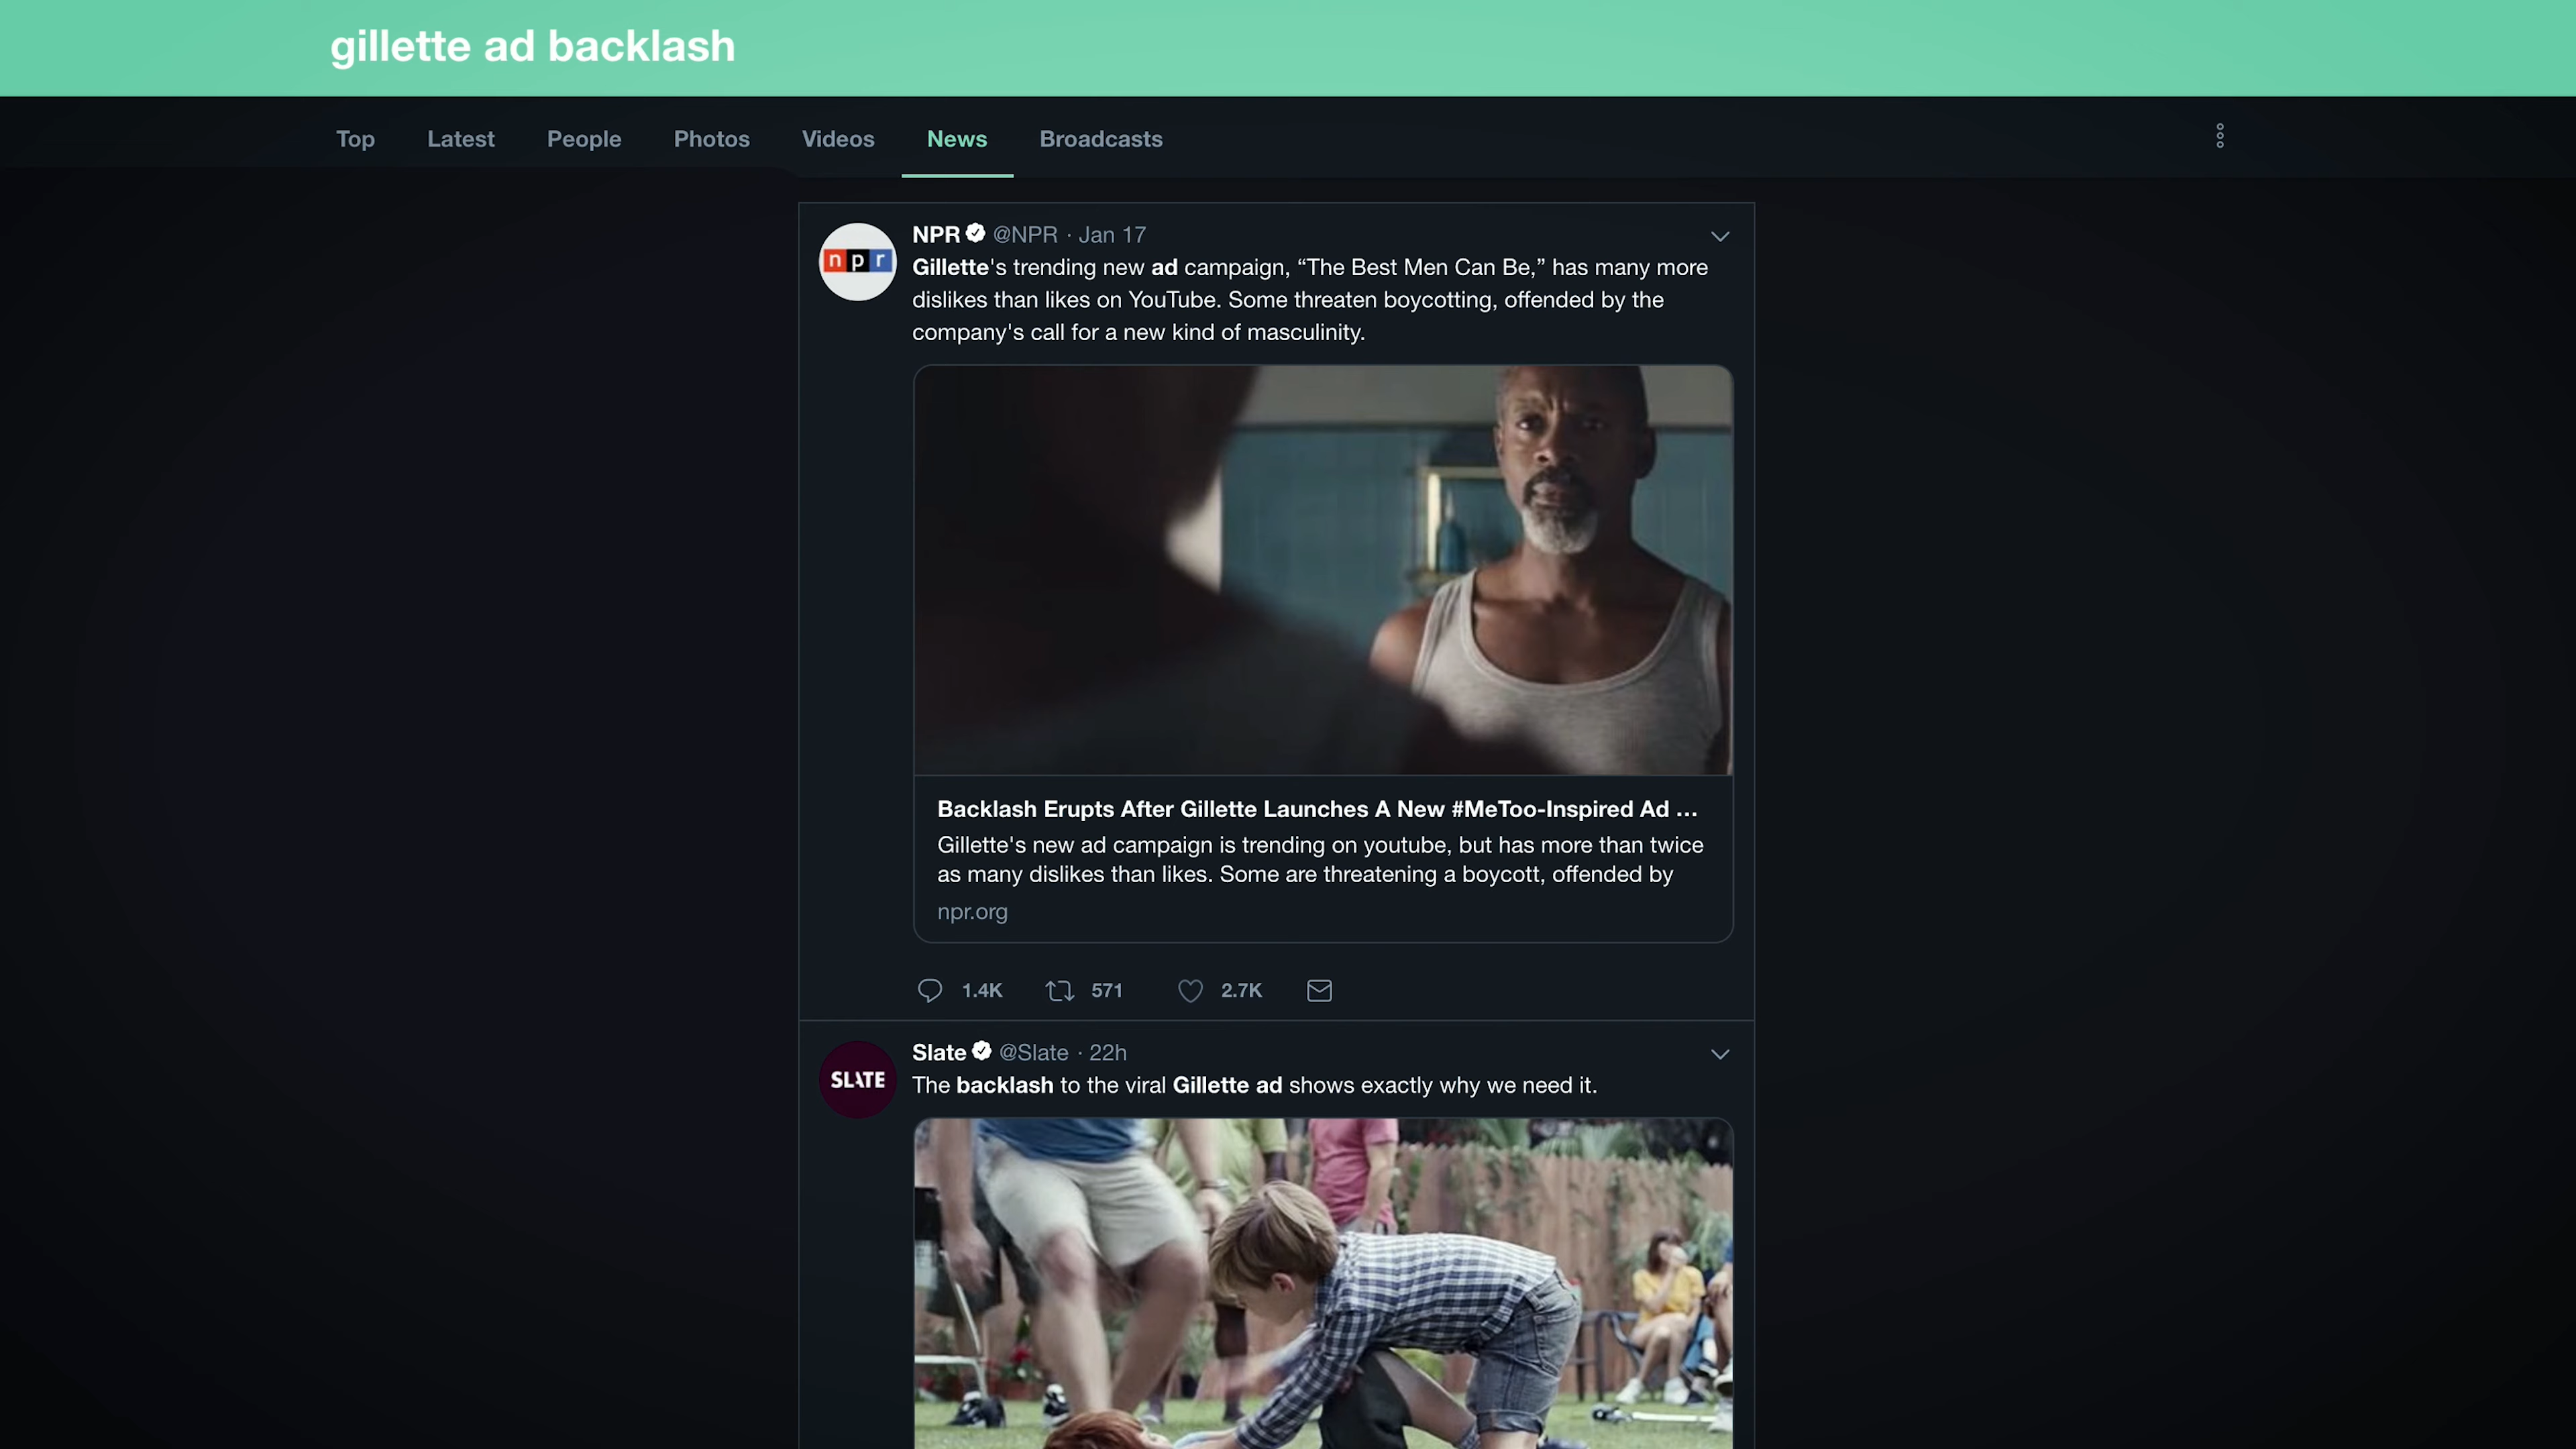 gillette ad backlash
Top Latest People Photos Videos News Broadcasts
npr
NPR @NPR · Jan 17
Gillette's trending new ad campaign, “The Best Men Can Be,” has many more
dislikes than likes on YouTube. Some threaten boycotting, offended by the
company's call for a new kind of masculinity.
Backlash Erupts After Gillette Launches A New #MeToo-Inspired Ad ...
Gillette's new ad campaign is trending on youtube, but has more than twice
as many dislikes than likes. Some are threatening a boycott, offended by
npr.org
1.4K 571 2.7K
SLATE
Slate @Slate · 22h
The backlash to the viral Gillette ad shows exactly why we need it.